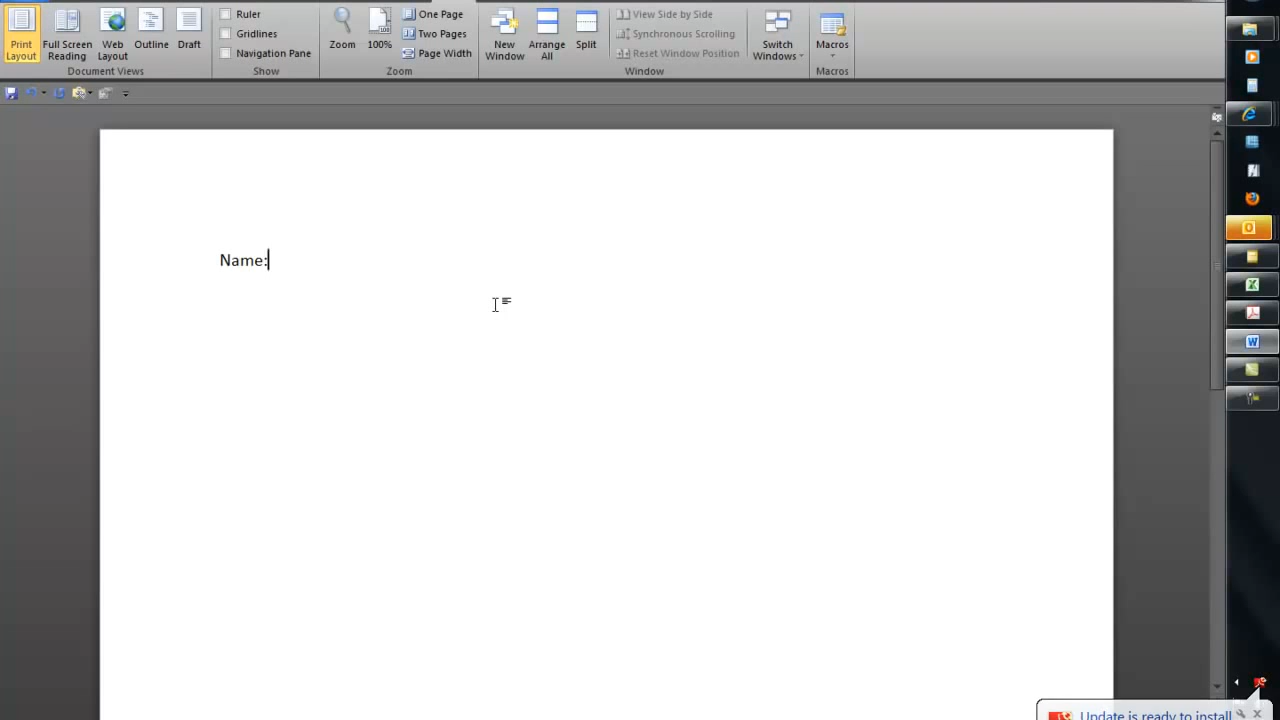 Ruler
Gridlines
Navigation Pane
Print Layout
Full Screen Reading
Web Layout
Outline
Draft
Zoom
100%
One Page
Two Pages
Page Width
New Window
Arrange All
Split
View Side by Side
Synchronous Scrolling
Reset Window Position
Switch Windows
Macros
Document Views
Show
Zoom
Window
Macros
Name:
Update is ready to install